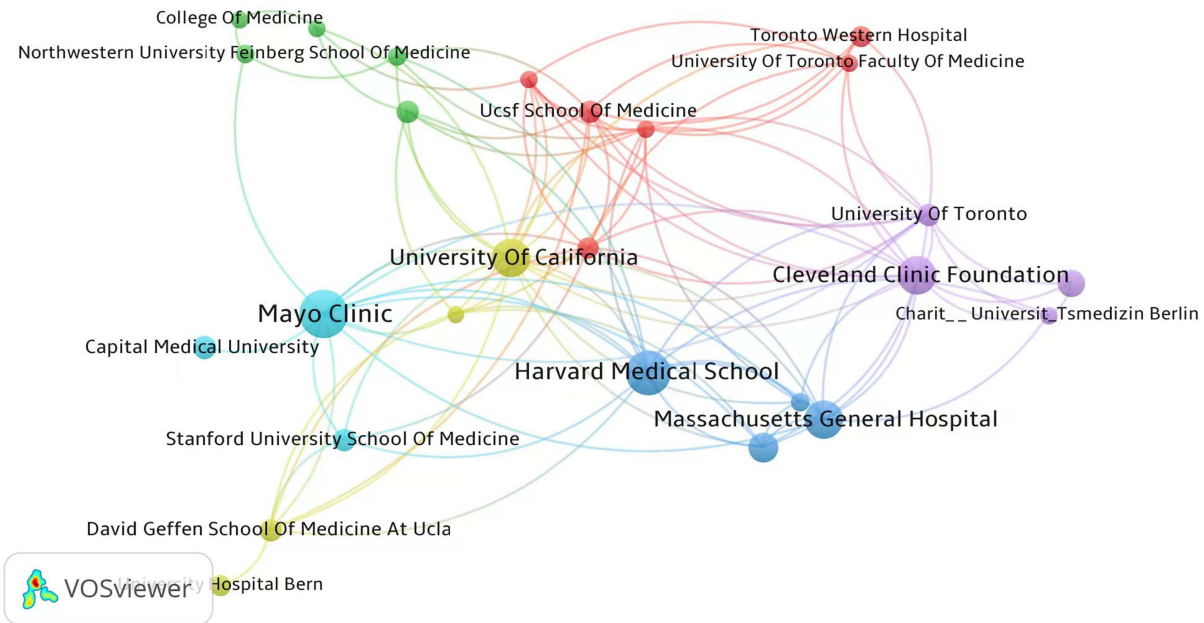 College Of Medicine
Northwestern University Feinberg School Of Medicine
Toronto Western Hospital
University Of Toronto Faculty Of Medicine
Ucsf School Of Medicine
University Of Toronto
University Of California
Cleveland Clinic Foundation
Mayo Clinic
Charit_ _ Universit_Tsmedizin Berlin
Capital Medical University
Harvard Medical School
Massachusetts General Hospital
Stanford University School Of Medicine
David Geffen School Of Medicine At Ucla
University Hospital Bern
VOSviewer